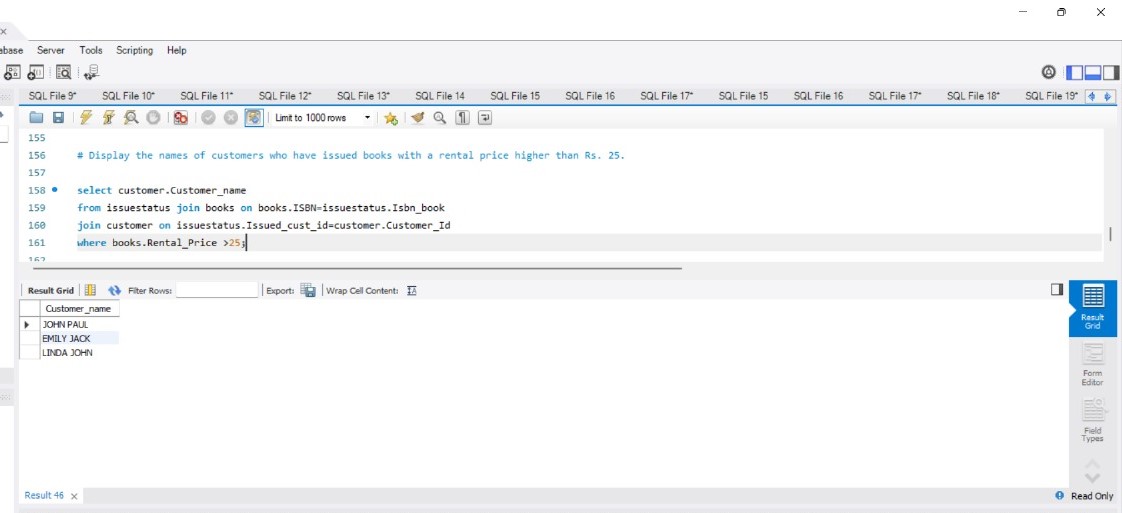 abase Server Tools Scripting Help
SQL File 9* SQL File 10* SQL File 11* SQL File 12* SQL File 13* SQL File 14 SQL File 15 SQL File 16 SQL File 17* SQL File 15 SQL File 16 SQL File 17* SQL File 18* SQL File 19*
Limit to 1000 rows
155
156 # Display the names of customers who have issued books with a rental price higher than Rs. 25.
157
158 select customer.Customer_name
159 from issuestatus join books on books.ISBN=issuestatus.Isbn_book
160 join customer on issuestatus.Issued_cust_id=customer.Customer_Id
161 where books.Rental_Price >25;
162
Result Grid Filter Rows: Export: Wrap Cell Content:
Customer_name
JOHN PAUL
EMILY JACK
LINDA JOHN
Result
Grid
Form
Editor
Field
Types
Result 46
Read Only